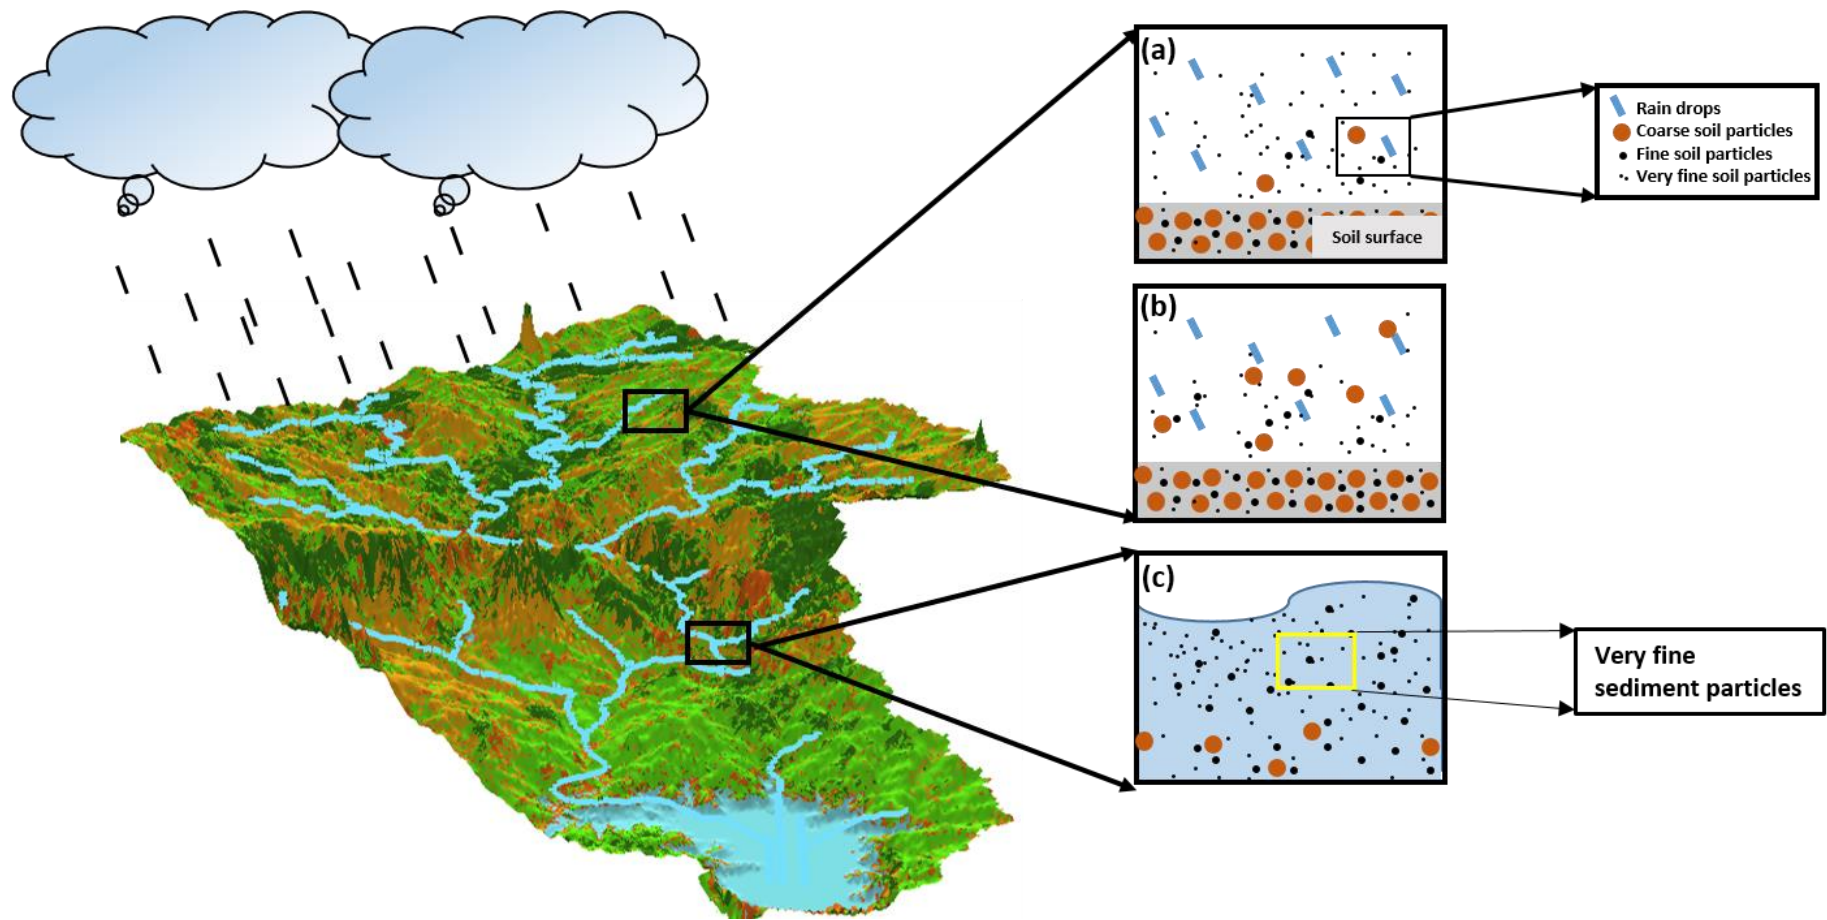 (a)
Rain drops
Coarse soil particles
Fine soil particles
Very fine soil particles
Soil surface
(b)
(c)
Very fine
sediment particles